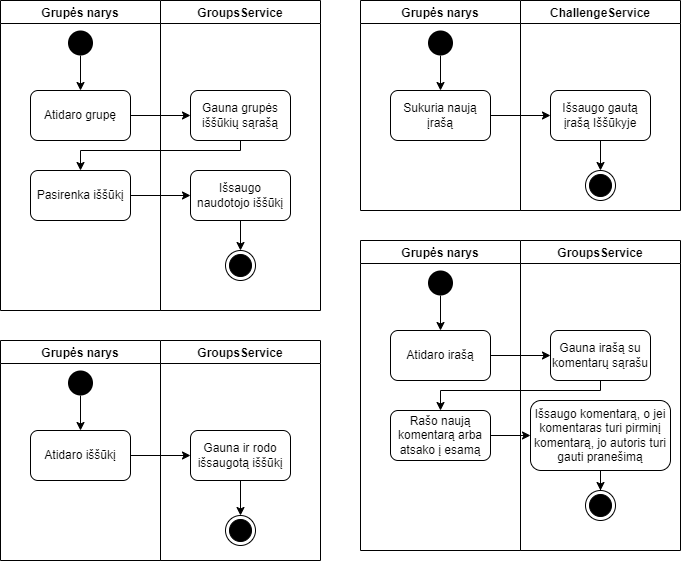 Grupės narys
GroupsService
Atidaro grupę
Gauna grupės
iššūkių sąrašą
Pasirenka iššūkį
Išsaugo
naudotojo iššūkį
Grupės narys
ChallengeService
Sukuria naują
įrašą
Išsaugo gautą
įrašą Iššūkyje
Grupės narys
GroupsService
Atidaro iššūkį
Gauna ir rodo
išsaugotą iššūkį
Grupės narys
GroupsService
Atidaro irašą
Gauna irašą su
komentarų sąrašu
Rašo naują
komentarą arba
atsako į esamą
Išsaugo komentarą, o jei
komentaras turi pirminį
komentarą, jo autoris turi
gauti pranešimą